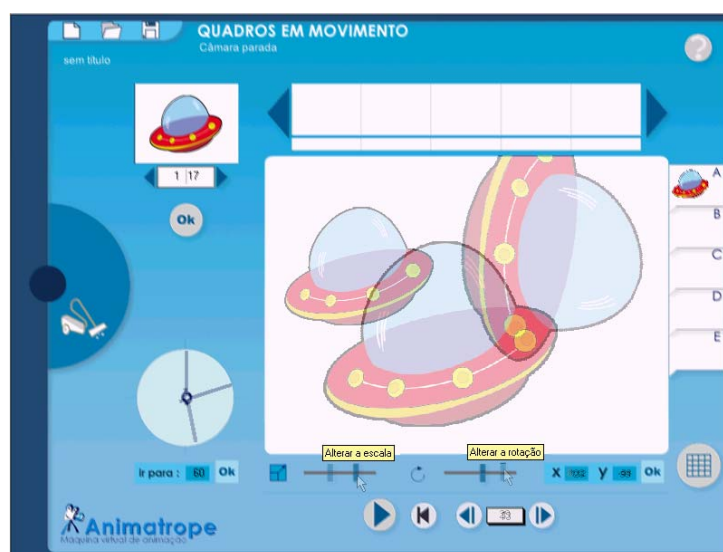 QUADROS EM MOVIMENTO
Câmara parada
sem título
1 17
Ok
A
B
C
D
E
Alterar a escala
Alterar a rotação
Ir para : 60 Ok
X
Y
Ok
Animatrope
Maquina virtual de animação